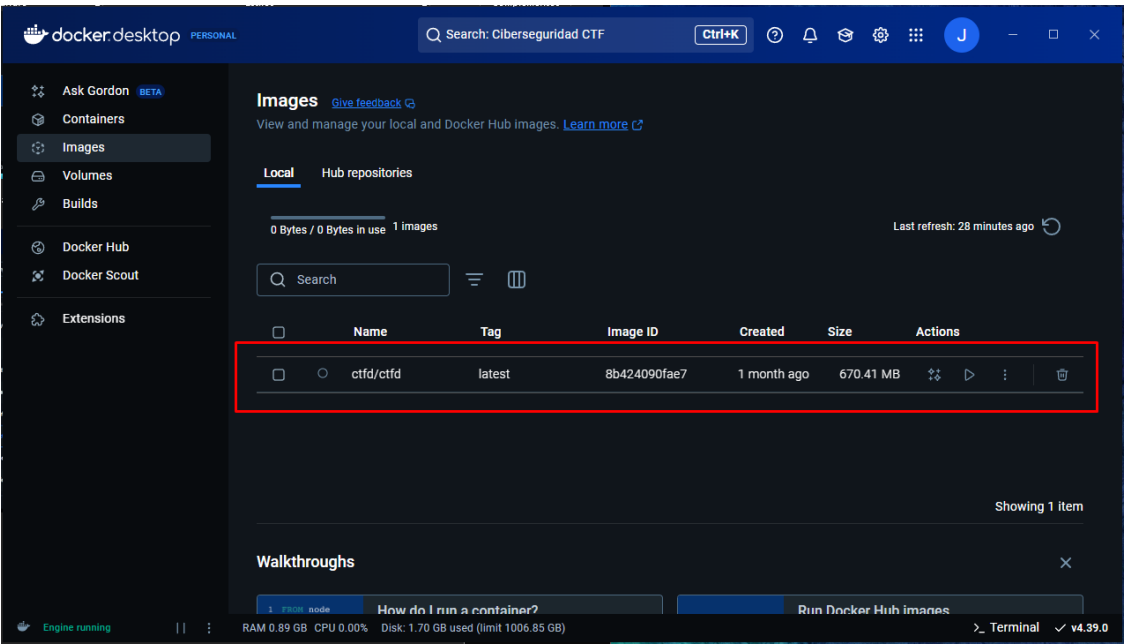 docker desktop PERSONAL
Search: Ciberseguridad CTF Ctrl+K
J
Ask Gordon BETA
Containers
Images
Volumes
Builds
Docker Hub
Docker Scout
Extensions
Images Give feedback
View and manage your local and Docker Hub images. Learn more
Local Hub repositories
0 Bytes / 0 Bytes in use 1 images
Last refresh: 28 minutes ago
Search
Name Tag Image ID Created Size Actions
ctfd/ctfd latest 8b424090fae7 1 month ago 670.41 MB
Showing 1 item
Walkthroughs
1 FROM node
How do I run a container?
Run Docker Hub images
Engine running
RAM 0.89 GB CPU 0.00% Disk: 1.70 GB used (limit 1006.85 GB)
>_ Terminal v4.39.0